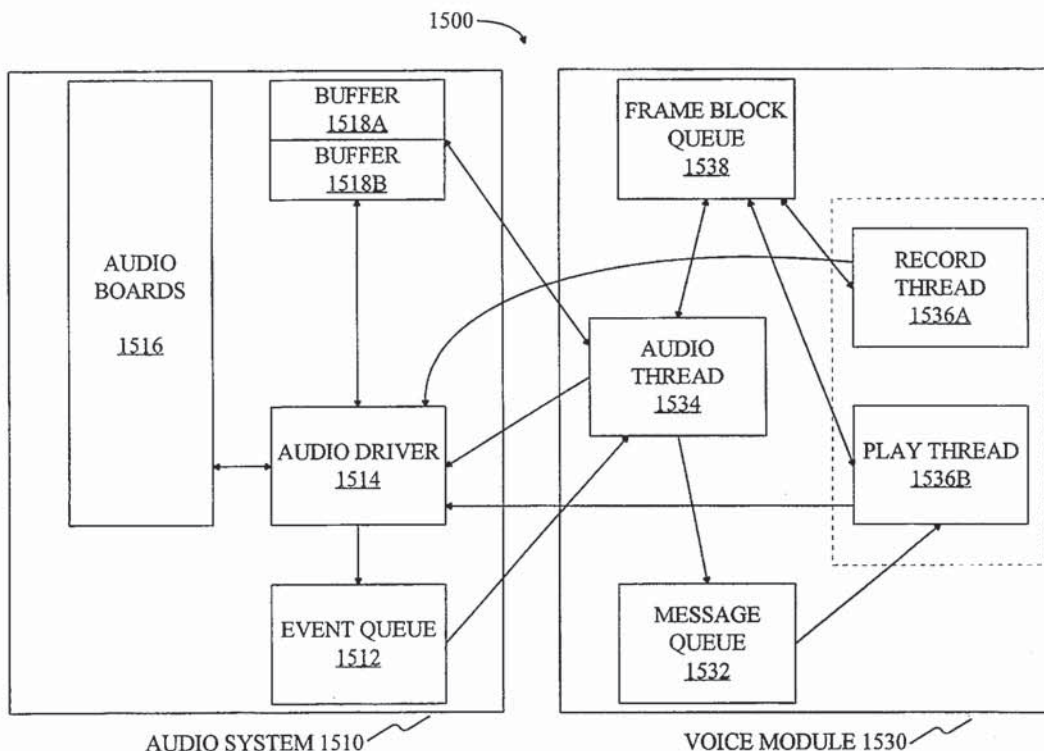 1500
BUFFER
1518A
BUFFER
1518B
AUDIO
BOARDS
1516
AUDIO DRIVER
1514
EVENT QUEUE
1512
AUDIO SYSTEM 1510
FRAME BLOCK
QUEUE
1538
RECORD
THREAD
1536A
AUDIO
THREAD
1534
PLAY THREAD
1536B
MESSAGE
QUEUE
1532
VOICE MODULE 1530